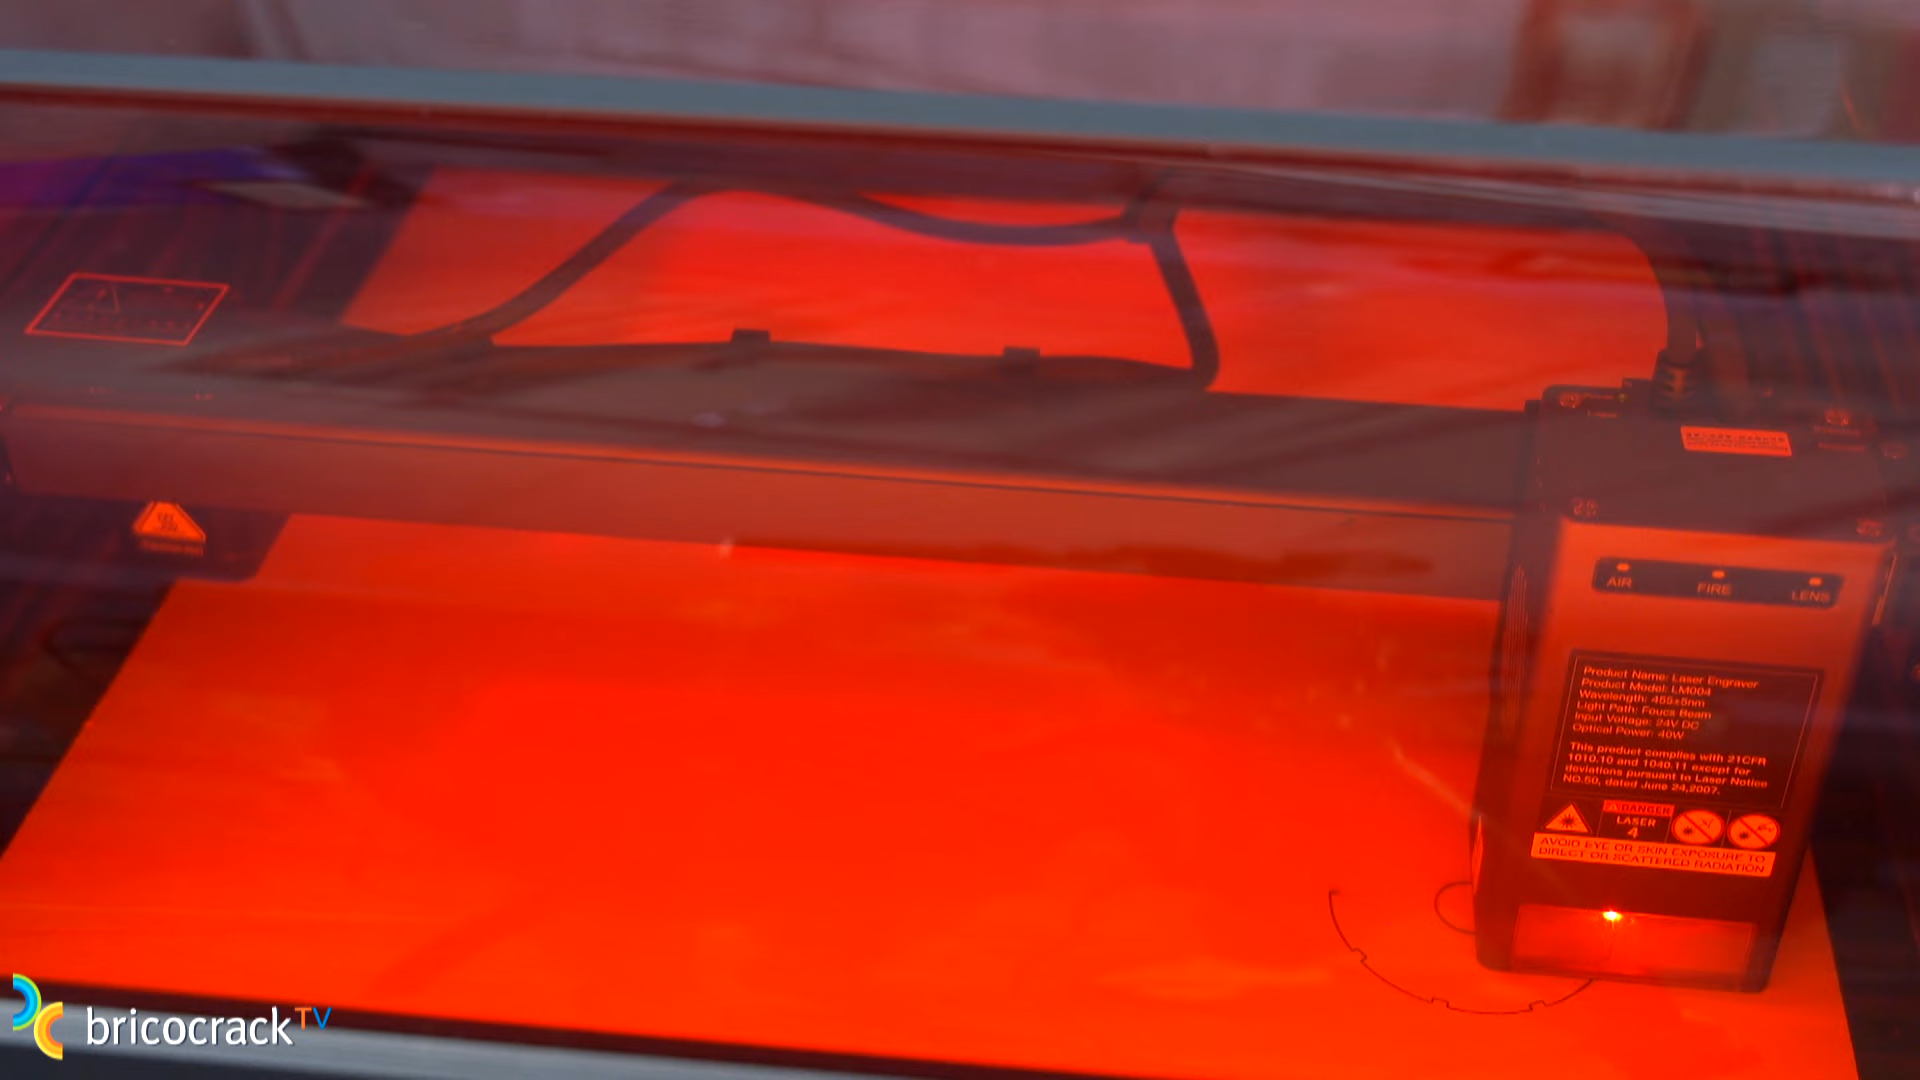 AIR FIRE LENS
Product Name: Laser Engraver
Product Model: LM004
Wavelength: 455±5nm
Light Path: Foucs Beam
Input Voltage: 24V DC
Optical Power: 40W
This product complies with 21CFR
1010.10 and 1040.11 except for
deviations pursuant to Laser Notice
NO.50, dated June 24,2007.
DANGER
LASER
4
AVOID EYE OR SKIN EXPOSURE TO
DIRECT OR SCATTERED RADIATION
bricocrackTV